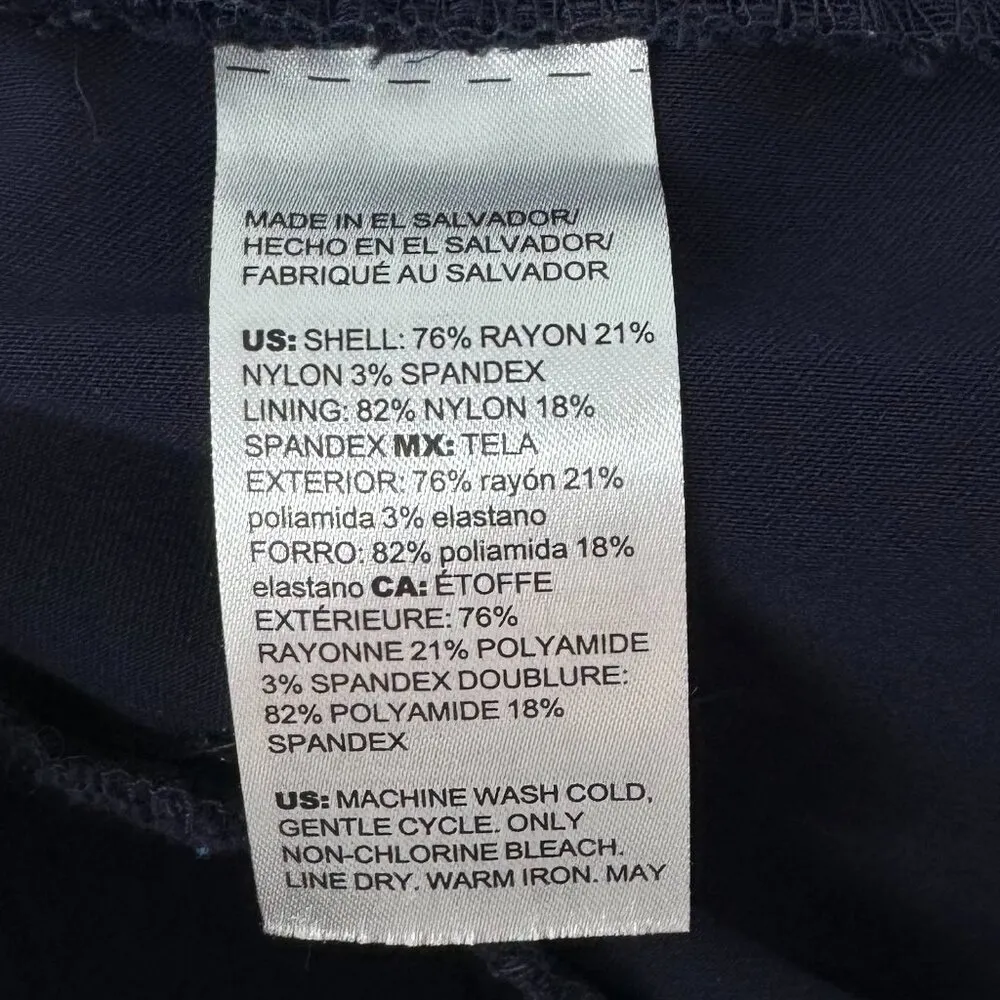 MADE IN EL SALVADOR/
HECHO EN EL SALVADOR/
FABRIQUÉ AU SALVADOR
US: SHELL: 76% RAYON 21%
NYLON 3% SPANDEX
LINING: 82% NYLON 18%
SPANDEX MX: TELA
EXTERIOR: 76% rayón 21%
poliamida 3% elastano
FORRO: 82% poliamida 18%
elastano CA: ÉTOFFE
EXTÉRIEURE: 76%
RAYONNE 21% POLYAMIDE
3% SPANDEX DOUBLURE:
82% POLYAMIDE 18%
SPANDEX
US: MACHINE WASH COLD,
GENTLE CYCLE. ONLY
NON-CHLORINE BLEACH.
LINE DRY. WARM IRON. MAY